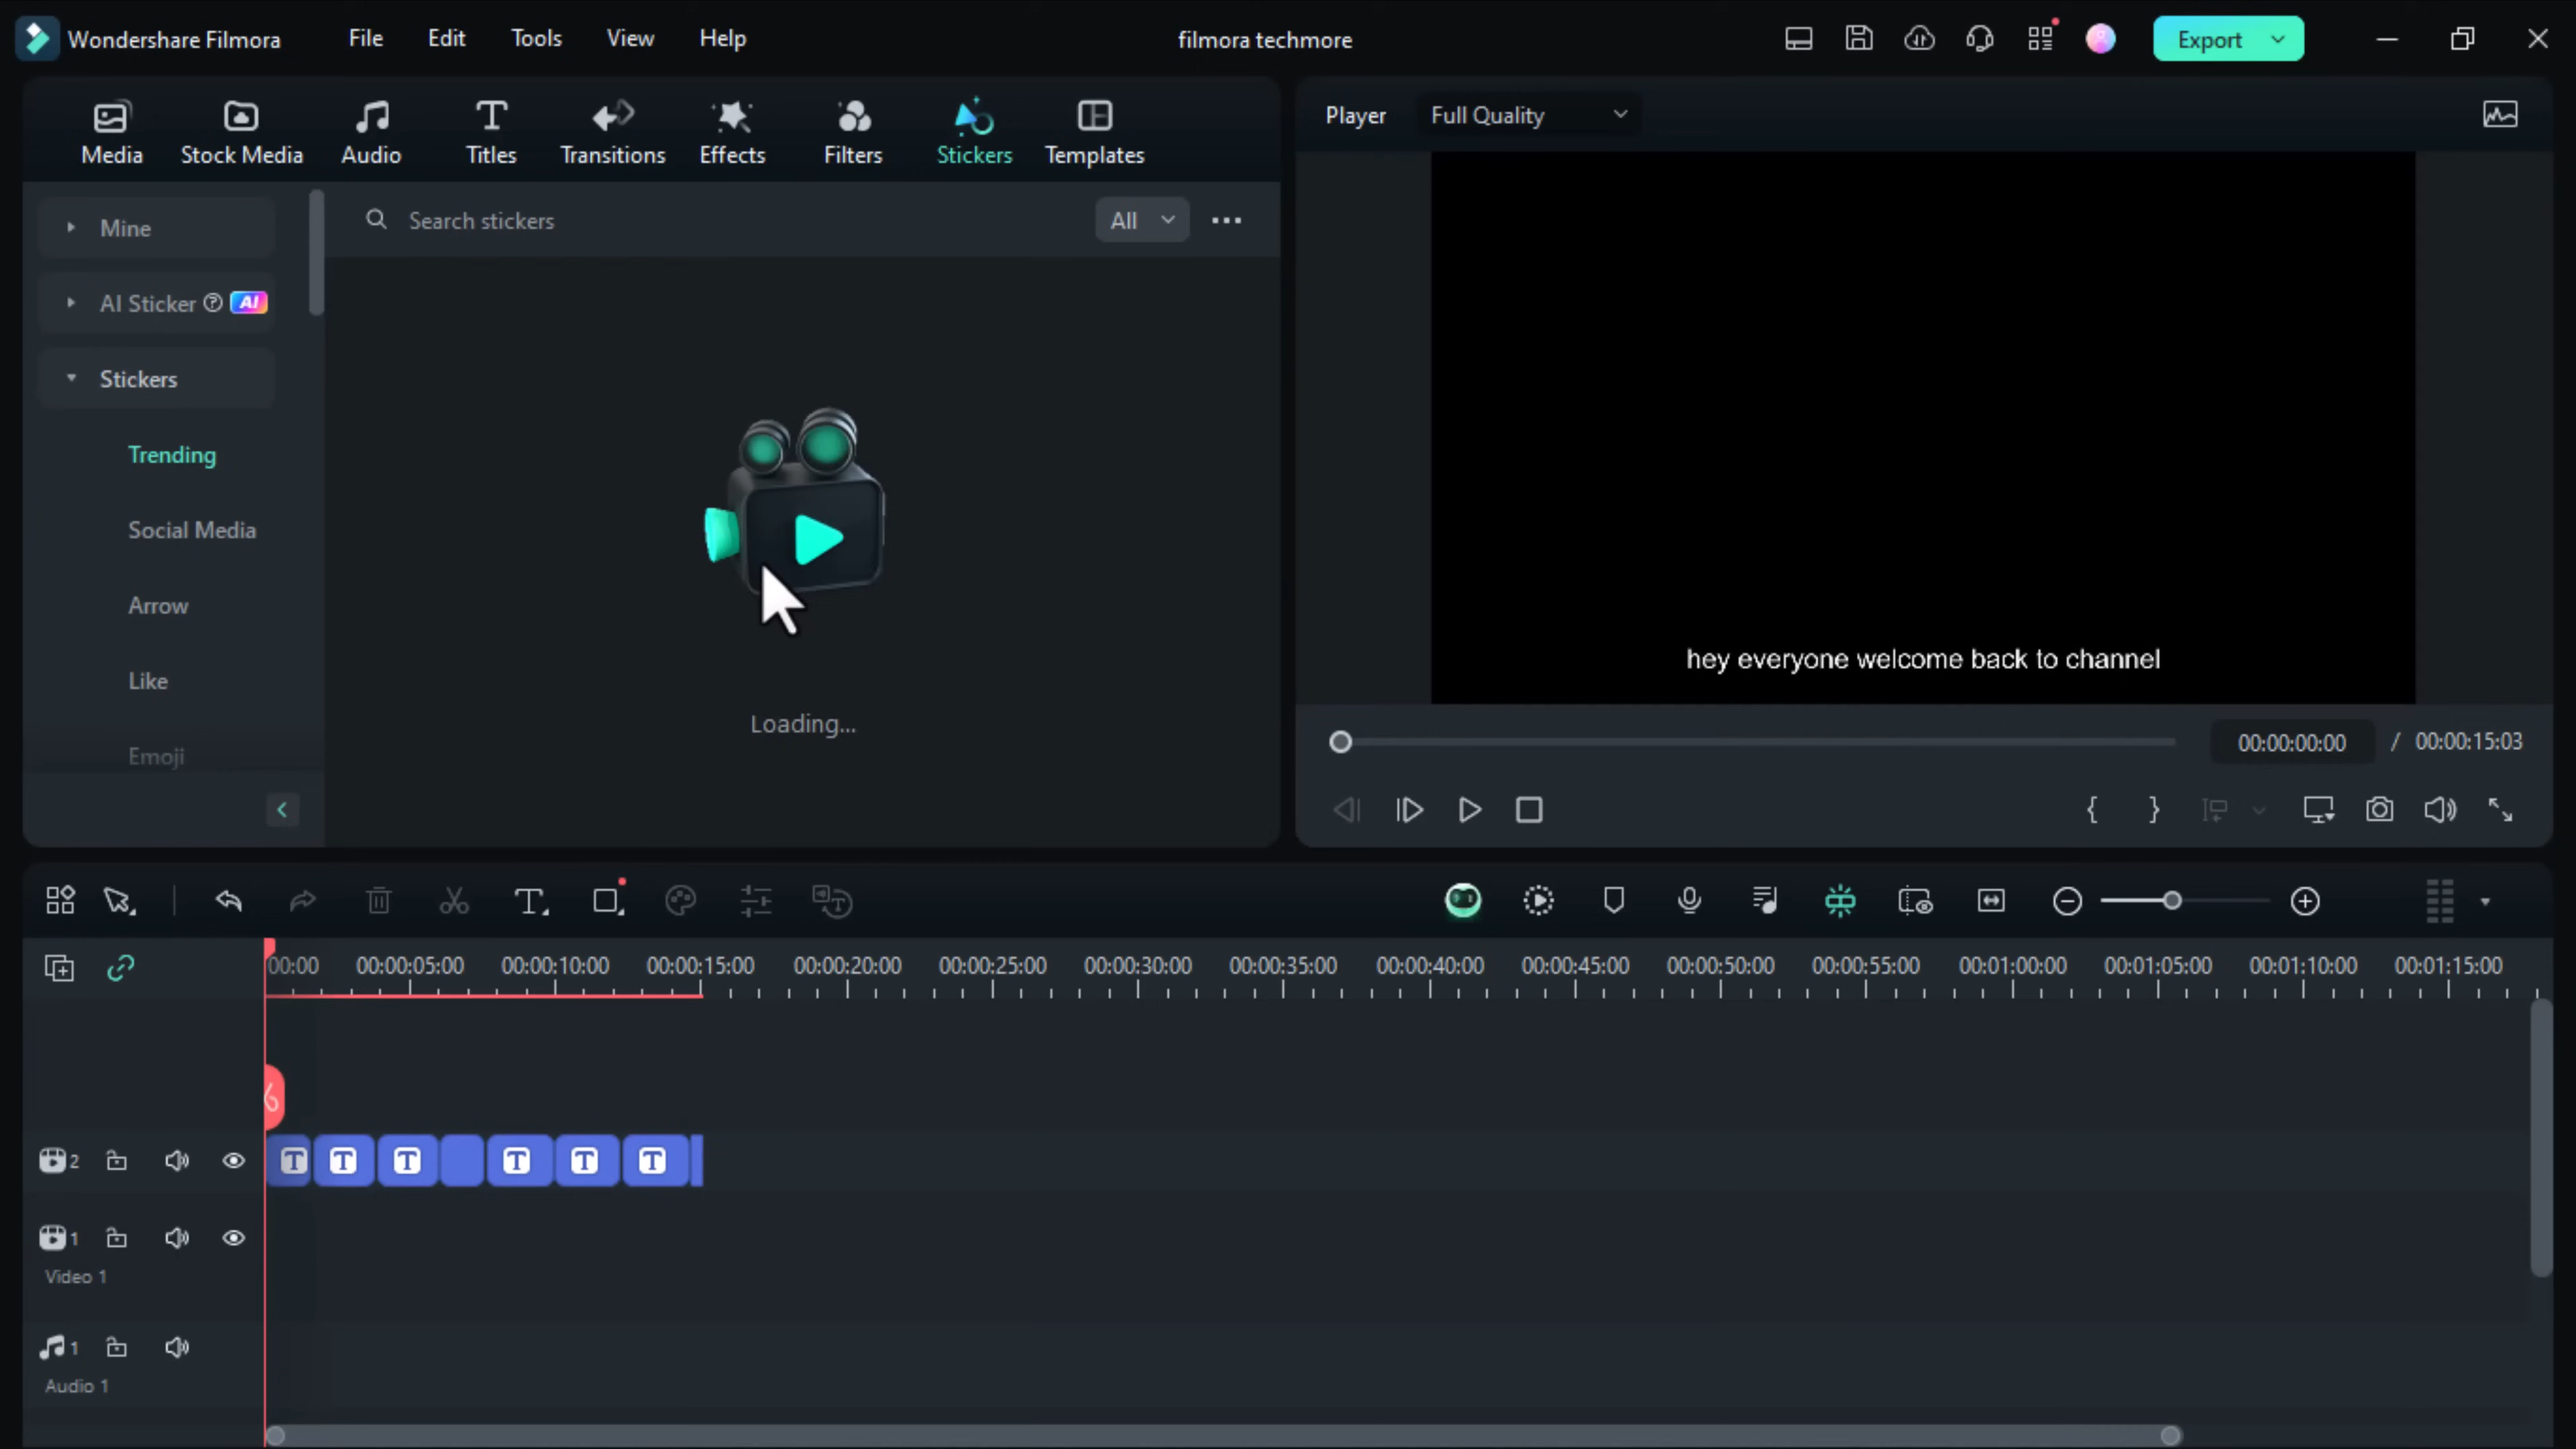 Wondershare Filmora File Edit Tools View Help filmora techmore Export
Media Stock Media Audio Titles Transitions Effects Filters Stickers Templates
Player Full Quality
Mine
Search stickers All
AI Sticker AI
Stickers
Trending
Social Media
Arrow
Like
Emoji
Loading...
hey everyone welcome back to channel
00:00:00:00 / 00:00:15:03
00:00 00:00:05:00 00:00:10:00 00:00:15:00 00:00:20:00 00:00:25:00 00:00:30:00 00:00:35:00 00:00:40:00 00:00:45:00 00:00:50:00 00:00:55:00 00:01:00:00 00:01:05:00 00:01:10:00 00:01:15:00
2
1
Video 1
1
Audio 1